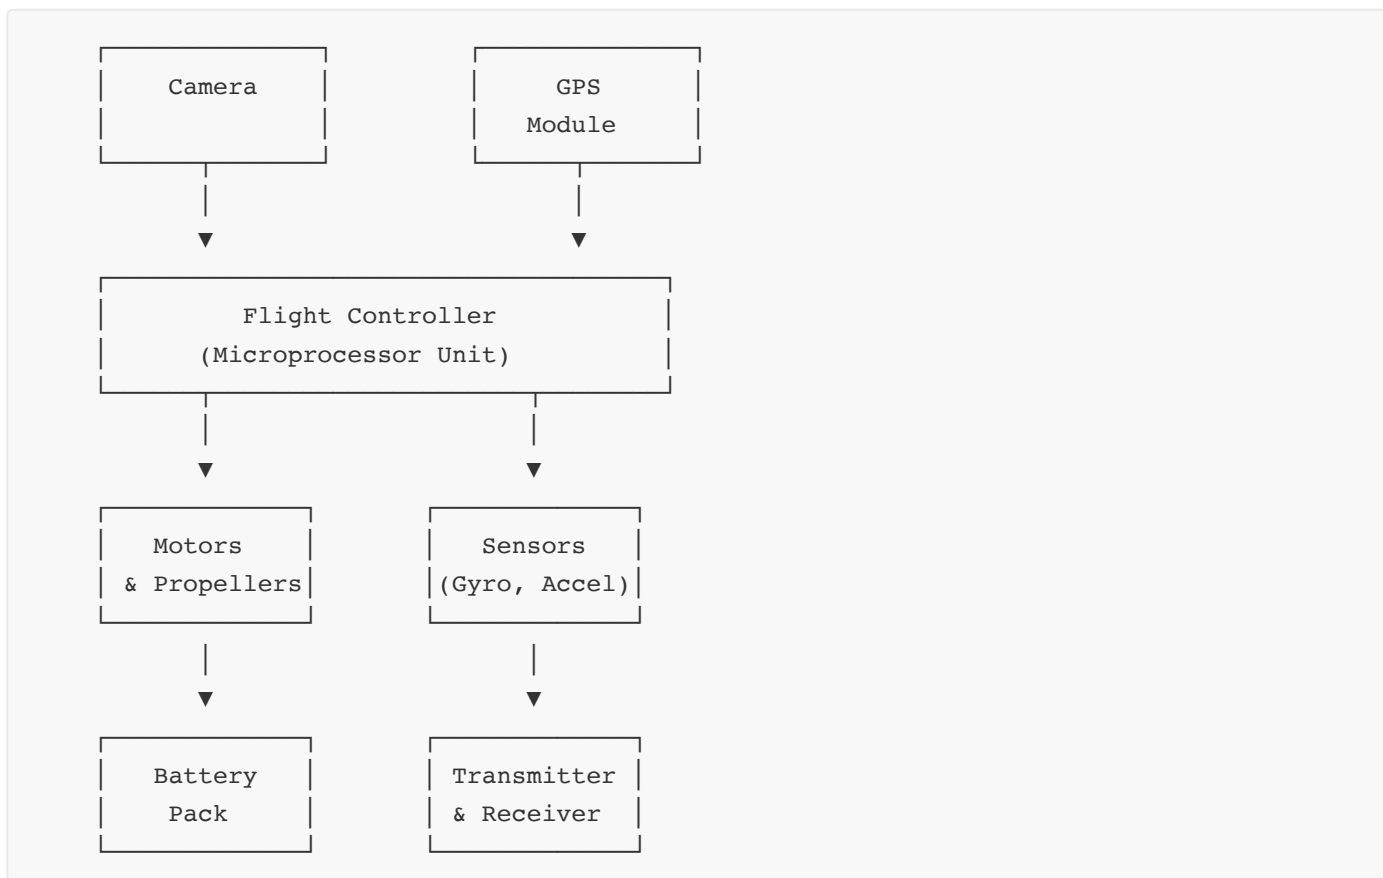 Camera
GPS
Module
Flight Controller
(Microprocessor Unit)
Motors
& Propellers
Sensors
(Gyro, Accel)
Battery
Pack
Transmitter
& Receiver